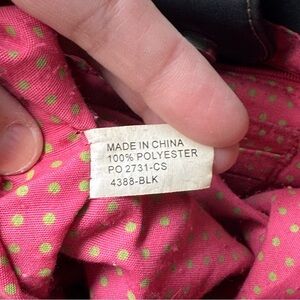 MADE IN CHINA
100% POLYESTER
PO 2731-CS
4388-BLK